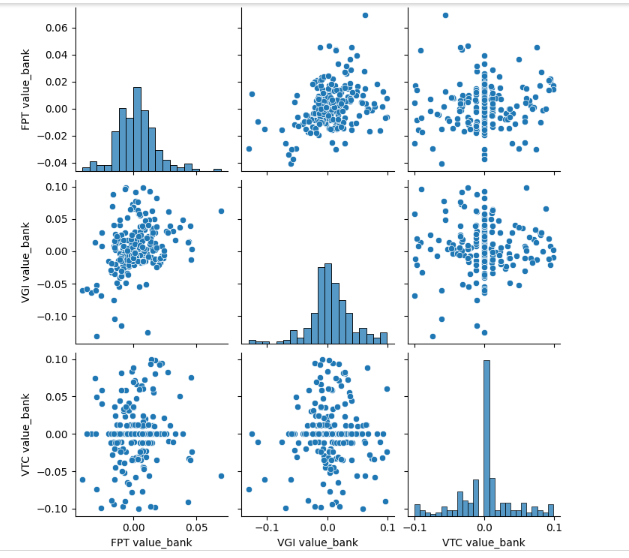 0.06
0.04
0.02
0.00
−0.02
−0.04
FPT value_bank
0.10
0.05
0.00
−0.05
−0.10
VGI value_bank
0.10
0.05
0.00
−0.05
−0.10
VTC value_bank
0.00 0.05
FPT value_bank
−0.1 0.0 0.1
VGI value_bank
−0.1 0.0 0.1
VTC value_bank